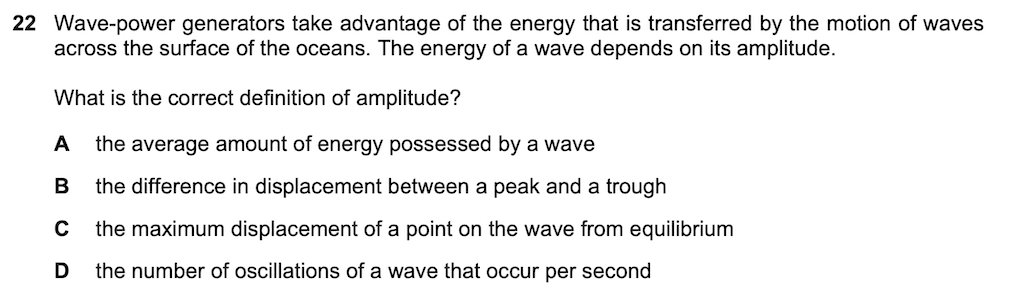 22 Wave-power generators take advantage of the energy that is transferred by the motion of waves
across the surface of the oceans. The energy of a wave depends on its amplitude.
What is the correct definition of amplitude?
A the average amount of energy possessed by a wave
B the difference in displacement between a peak and a trough
C the maximum displacement of a point on the wave from equilibrium
D the number of oscillations of a wave that occur per second